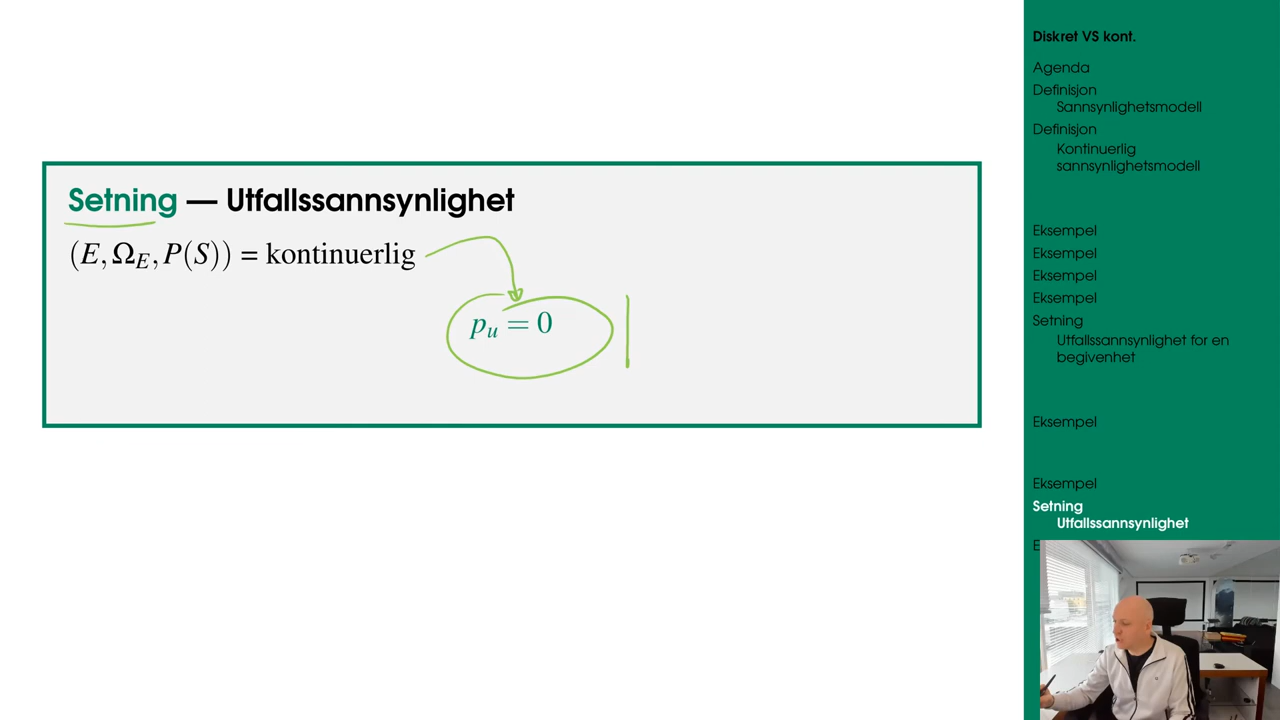 Setning — Utfallssannsynlighet
(E, Ω_E, P(S)) = kontinuerlig
p_u = 0
Diskret VS kont.
Agenda
Definisjon
Sannsynlighetsmodell
Definisjon
Kontinuerlig
sannsynlighetsmodell
Eksempel
Eksempel
Eksempel
Eksempel
Setning
Utfallssannsynlighet for en
begivenhet
Eksempel
Eksempel
Setning
Utfallssannsynlighet